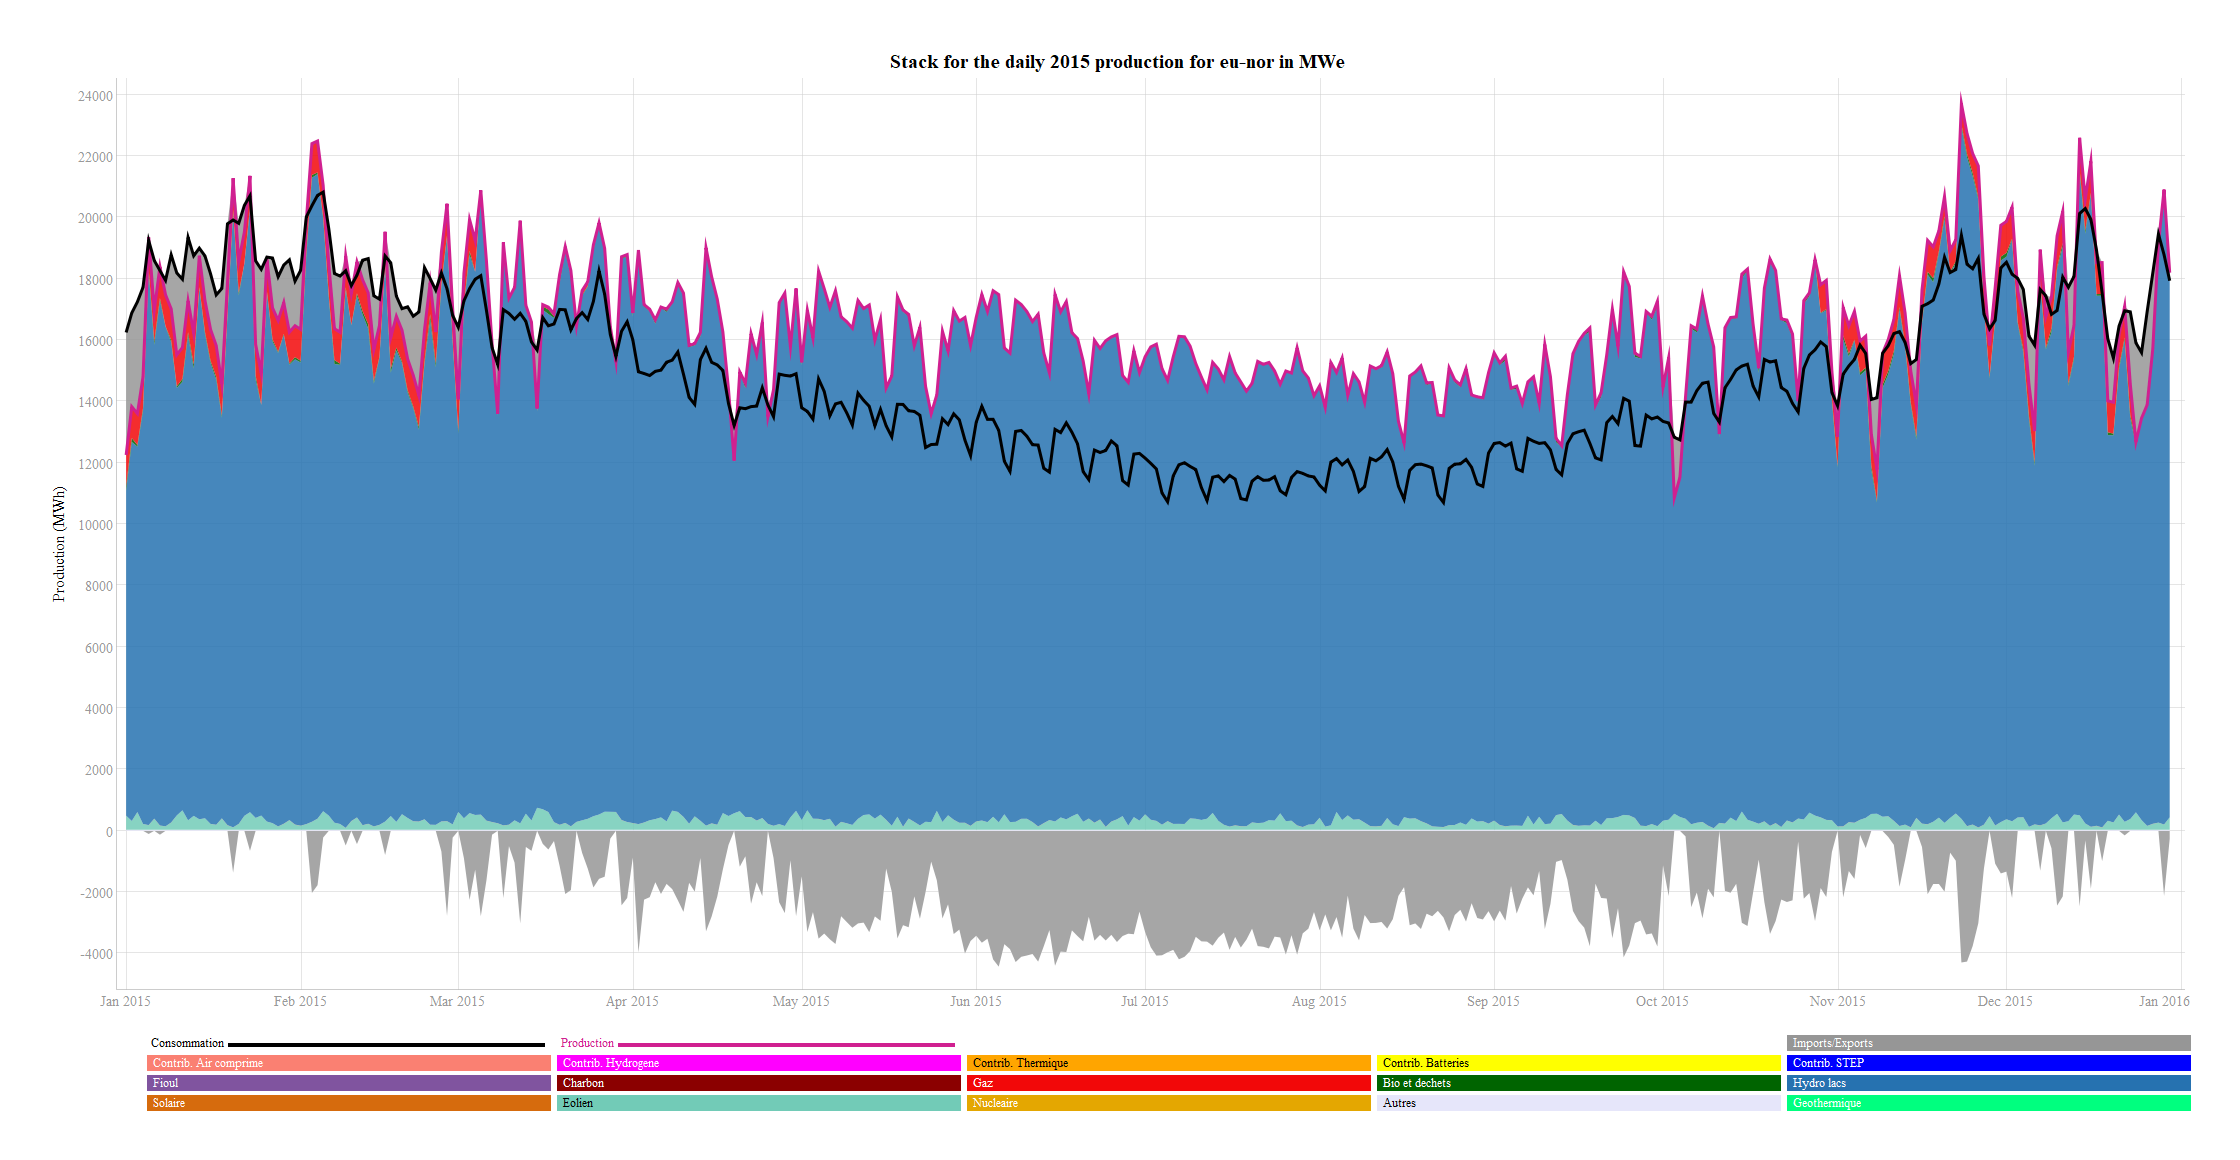 Stack for the daily 2015 production for eu-nor in MWe
Production (MWh)
24000
22000
20000
18000
16000
14000
12000
10000
8000
6000
4000
2000
0
-2000
-4000
Jan 2015 Feb 2015 Mar 2015 Apr 2015 May 2015 Jun 2015 Jul 2015 Aug 2015 Sep 2015 Oct 2015 Nov 2015 Dec 2015 Jan 2016
Consommation Production Imports/Exports
Contrib. Air comprime Contrib. Hydrogene Contrib. Thermique Contrib. Batteries Contrib. STEP
Fioul Charbon Gaz Bio et dechets Hydro lacs
Solaire Eolien Nucleaire Autres Geothermique